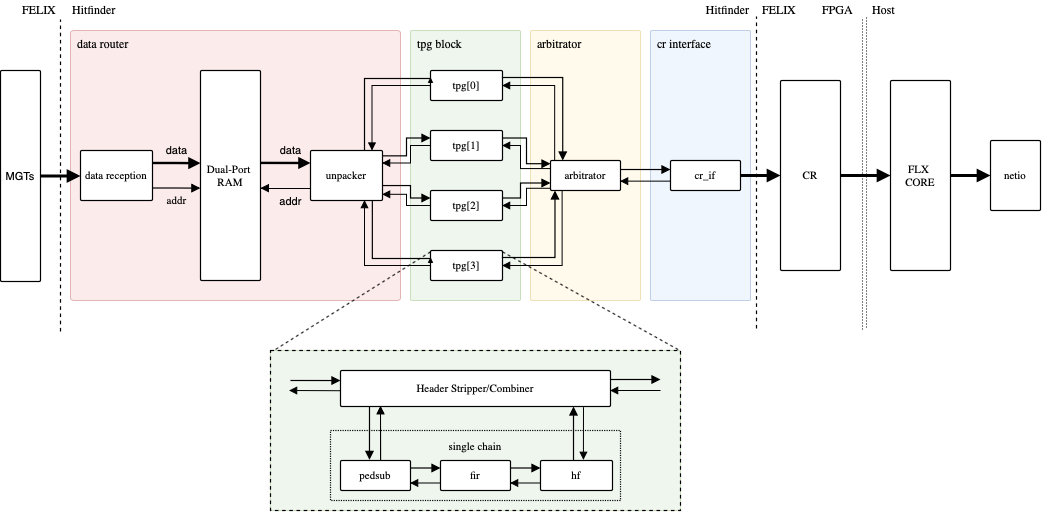 FELIX
Hitfinder
Hitfinder
FELIX
FPGA
Host
data router
tpg block
arbitrator
cr interface
MGTs
data reception
data
addr
Dual-Port
RAM
data
addr
unpacker
tpg[0]
tpg[1]
tpg[2]
tpg[3]
arbitrator
cr_if
CR
FLX
CORE
netio
Header Stripper/Combiner
single chain
pedsub
fir
hf